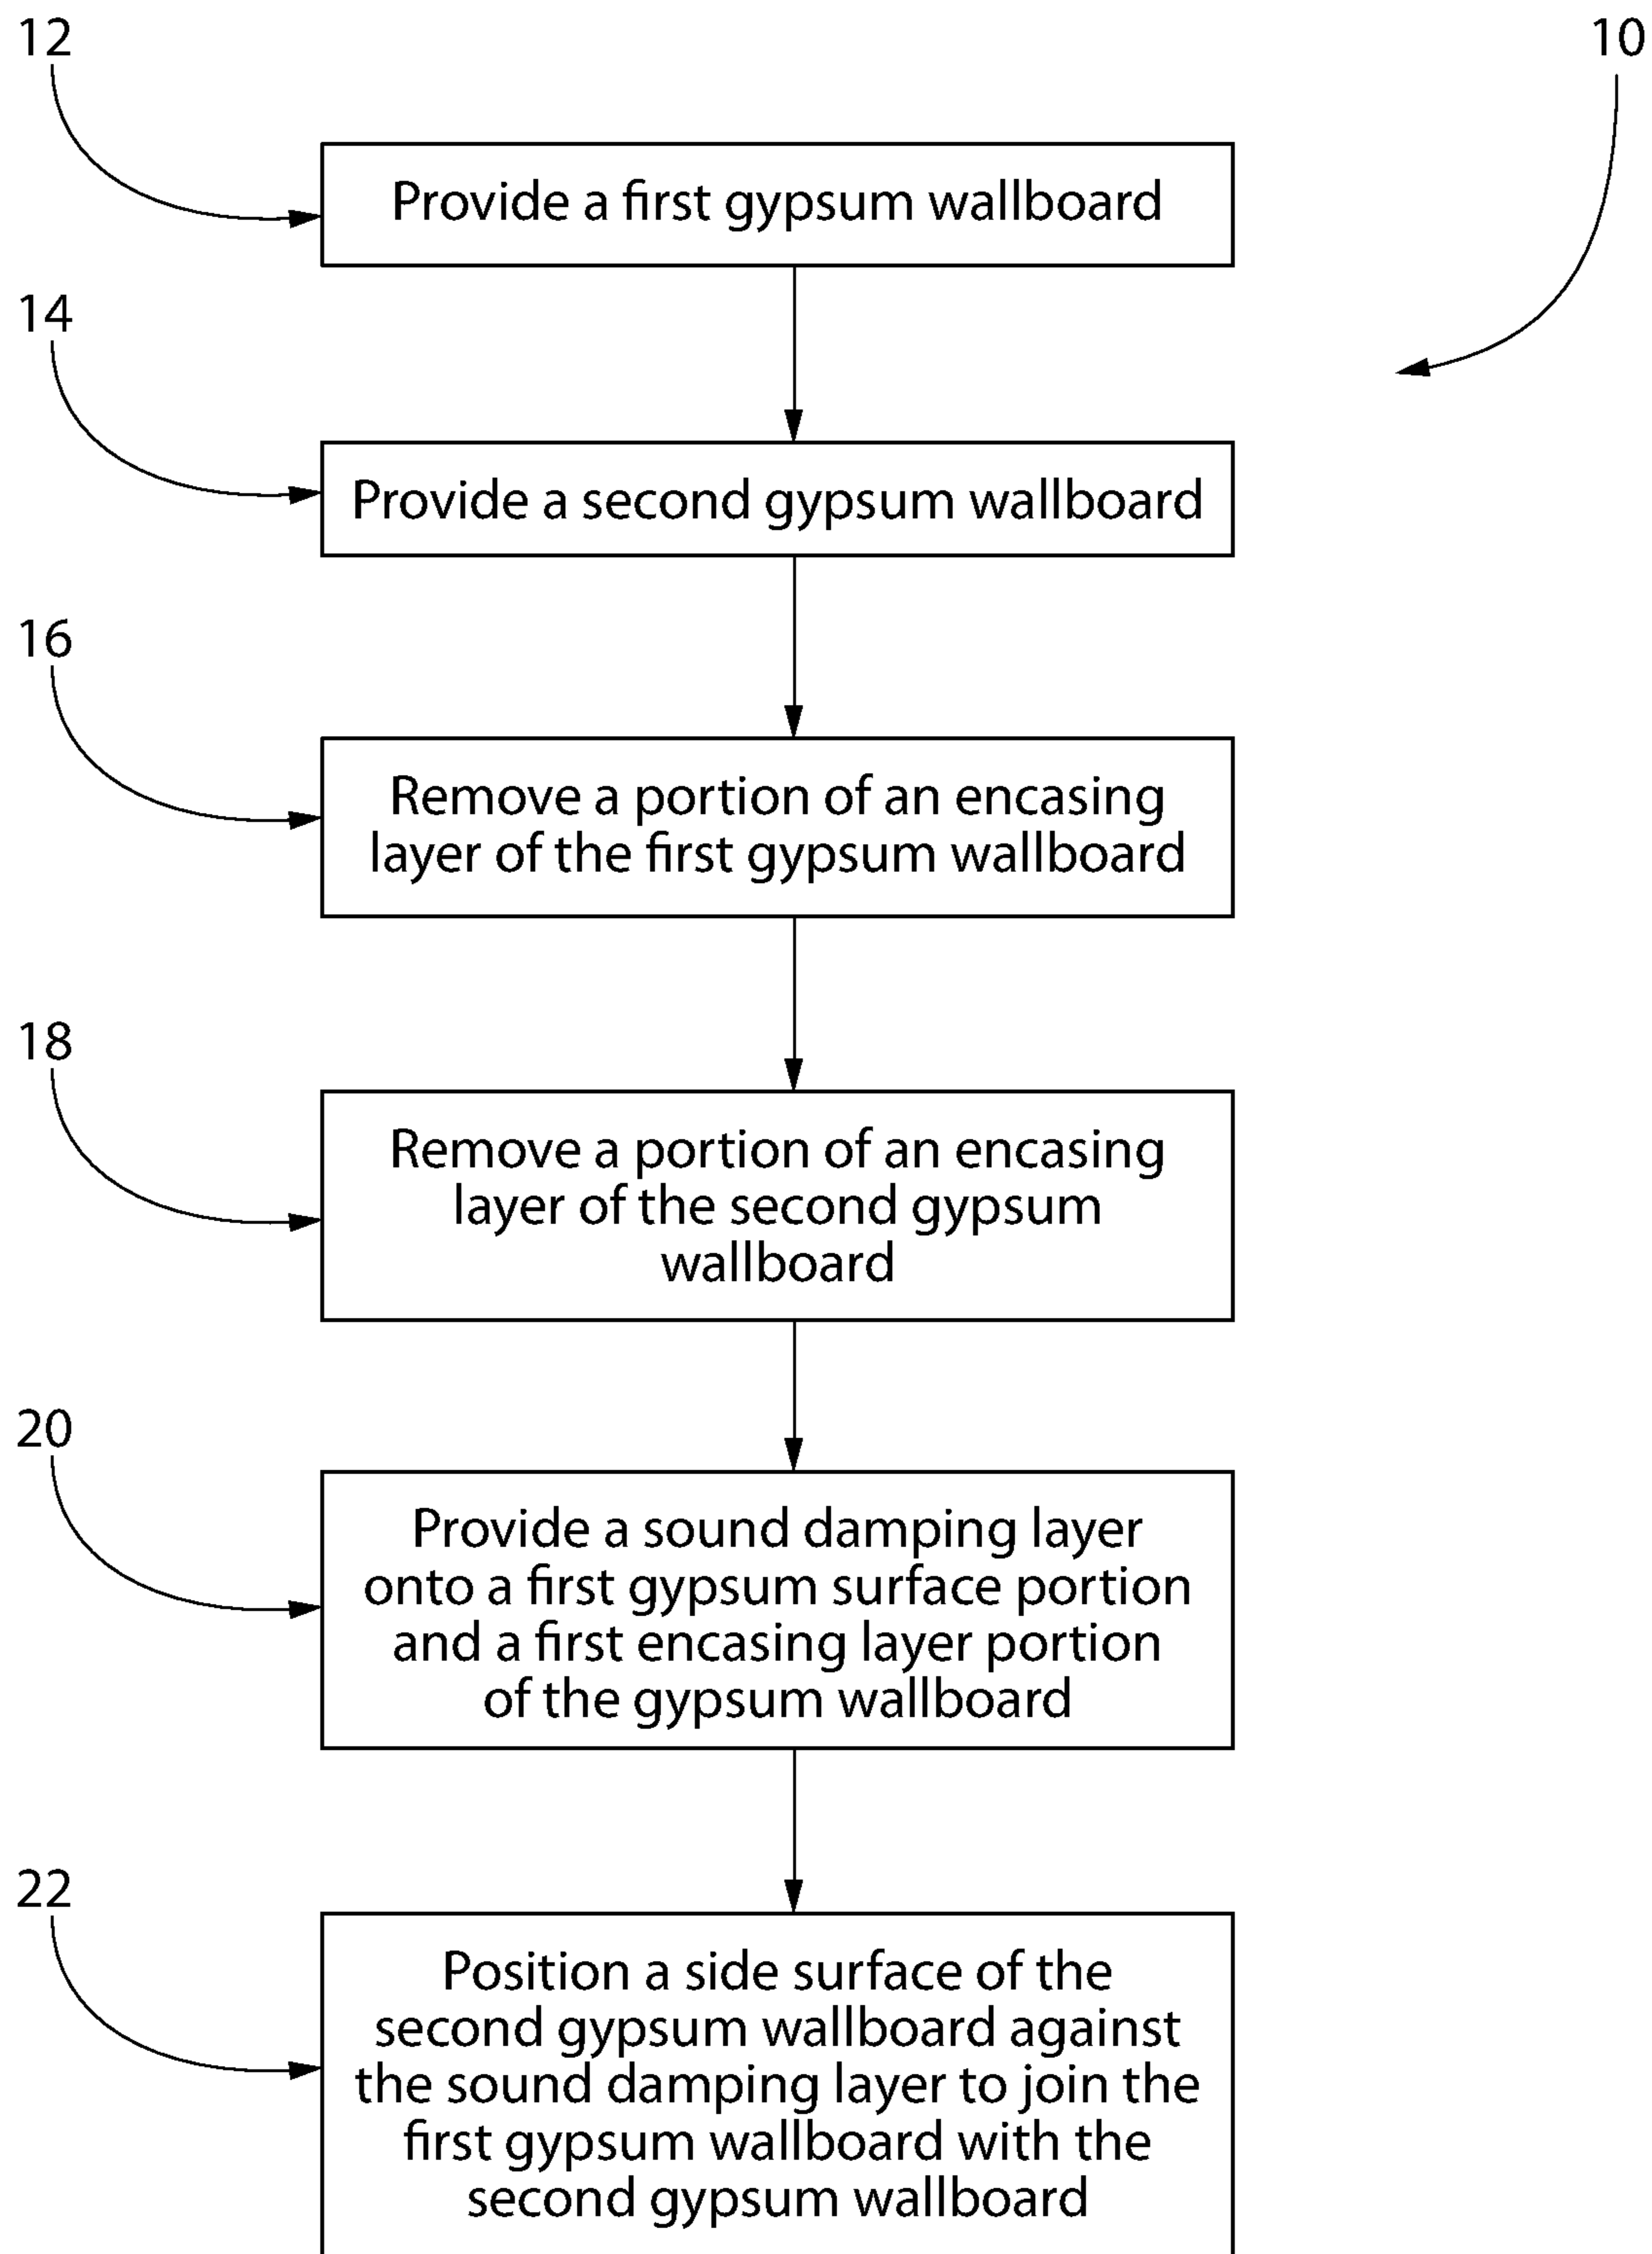 12
10
Provide a first gypsum wallboard
14
Provide a second gypsum wallboard
16
Remove a portion of an encasing
layer of the first gypsum wallboard
18
Remove a portion of an encasing
layer of the second gypsum
wallboard
20
Provide a sound damping layer
onto a first gypsum surface portion
and a first encasing layer portion
of the gypsum wallboard
22
Position a side surface of the
second gypsum wallboard against
the sound damping layer to join the
first gypsum wallboard with the
second gypsum wallboard